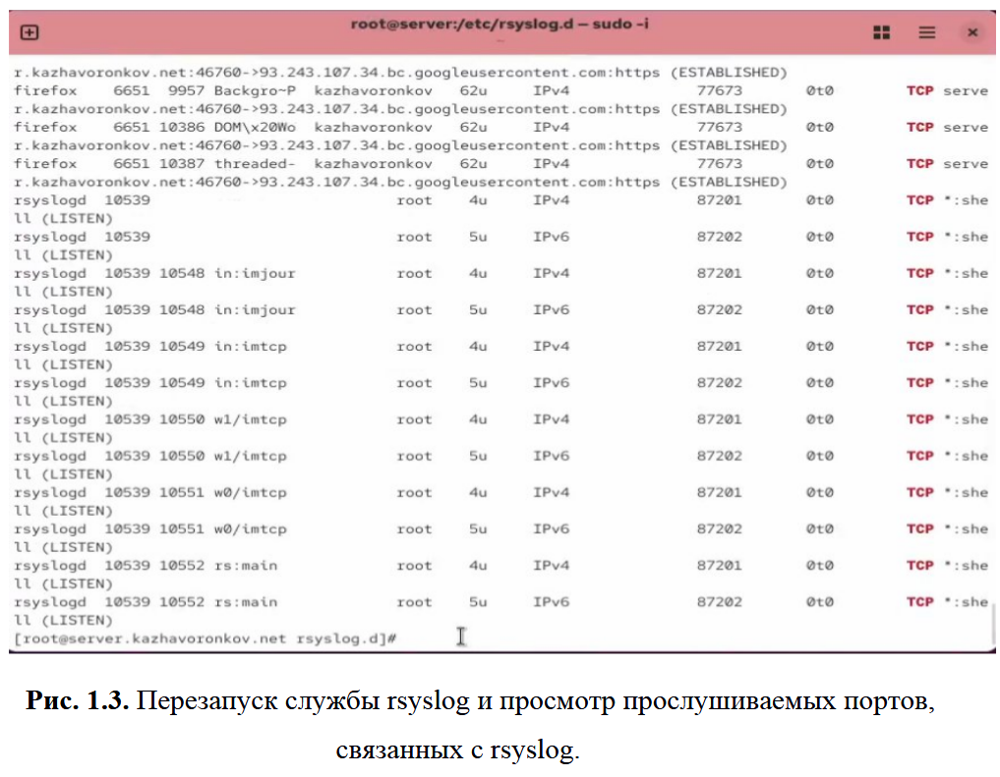 root@server:/etc/rsyslog.d — sudo -i
r.kazhavoronkov.net:46760->93.243.107.34.bc.googleusercontent.com:https (ESTABLISHED)
firefox 6651 9957 Backgro~P kazhavoronkov 62u IPv4 77673 0t0 TCP serve
r.kazhavoronkov.net:46760->93.243.107.34.bc.googleusercontent.com:https (ESTABLISHED)
firefox 6651 10386 DOM\x20Wo kazhavoronkov 62u IPv4 77673 0t0 TCP serve
r.kazhavoronkov.net:46760->93.243.107.34.bc.googleusercontent.com:https (ESTABLISHED)
firefox 6651 10387 threaded- kazhavoronkov 62u IPv4 77673 0t0 TCP serve
r.kazhavoronkov.net:46760->93.243.107.34.bc.googleusercontent.com:https (ESTABLISHED)
rsyslogd 10539 root 4u IPv4 87201 0t0 TCP *:she
ll (LISTEN)
rsyslogd 10539 root 5u IPv6 87202 0t0 TCP *:she
ll (LISTEN)
rsyslogd 10539 10548 in:imjour root 4u IPv4 87201 0t0 TCP *:she
ll (LISTEN)
rsyslogd 10539 10548 in:imjour root 5u IPv6 87202 0t0 TCP *:she
ll (LISTEN)
rsyslogd 10539 10549 in:imtcp root 4u IPv4 87201 0t0 TCP *:she
ll (LISTEN)
rsyslogd 10539 10549 in:imtcp root 5u IPv6 87202 0t0 TCP *:she
ll (LISTEN)
rsyslogd 10539 10550 w1/imtcp root 4u IPv4 87201 0t0 TCP *:she
ll (LISTEN)
rsyslogd 10539 10550 w1/imtcp root 5u IPv6 87202 0t0 TCP *:she
ll (LISTEN)
rsyslogd 10539 10551 w0/imtcp root 4u IPv4 87201 0t0 TCP *:she
ll (LISTEN)
rsyslogd 10539 10551 w0/imtcp root 5u IPv6 87202 0t0 TCP *:she
ll (LISTEN)
rsyslogd 10539 10552 rs:main root 4u IPv4 87201 0t0 TCP *:she
ll (LISTEN)
rsyslogd 10539 10552 rs:main root 5u IPv6 87202 0t0 TCP *:she
ll (LISTEN)
[root@server.kazhavoronkov.net rsyslog.d]#
Рис. 1.3. Перезапуск службы rsyslog и просмотр прослушиваемых портов,
связанных с rsyslog.